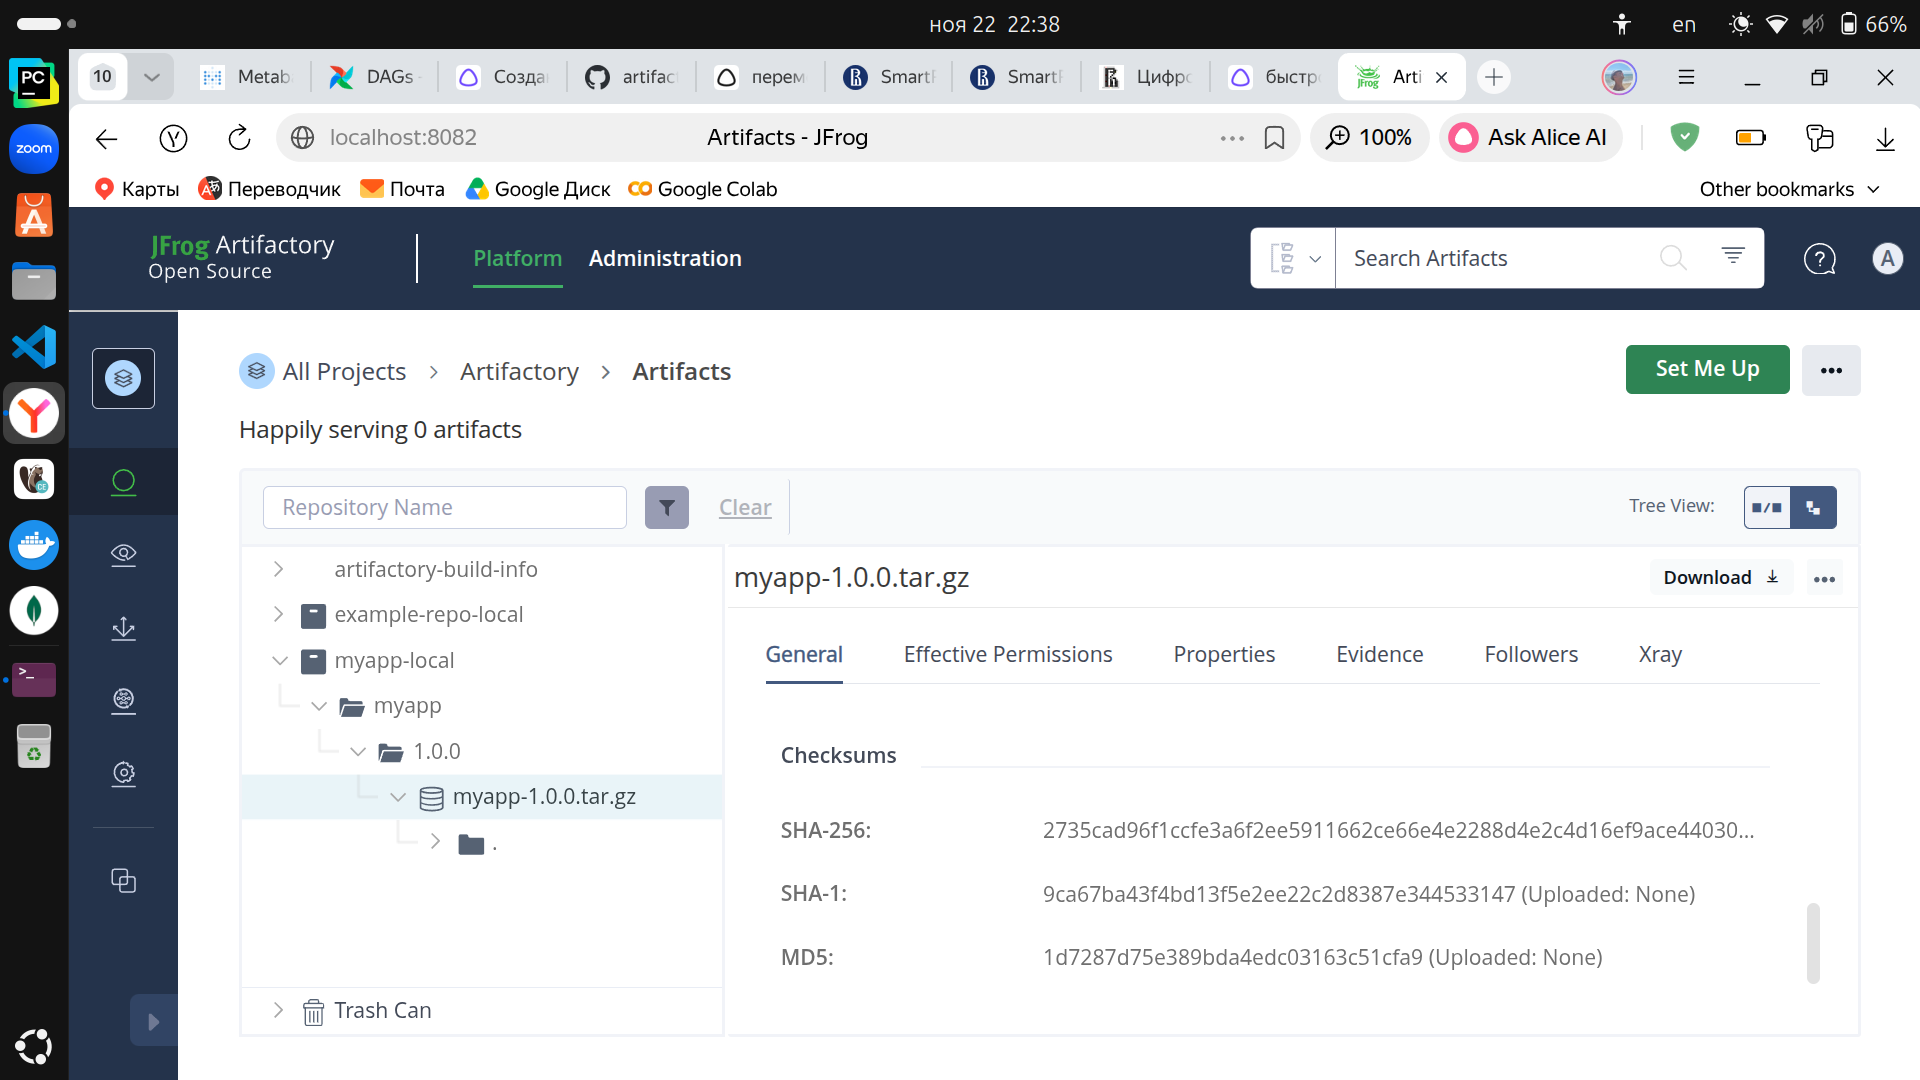 ноя 22 22:38
en
66%
10
Metab
DAGs
Созда
artifac
перем
SmartF
SmartF
Цифро
быстр
Arti
localhost:8082
Artifacts - JFrog
100%
Ask Alice AI
Карты
Переводчик
Почта
Google Диск
Google Colab
Other bookmarks
JFrog Artifactory
Open Source
Platform
Administration
Search Artifacts
A
All Projects > Artifactory > Artifacts
Set Me Up
Happily serving 0 artifacts
Repository Name
Clear
Tree View:
artifactory-build-info
example-repo-local
myapp-local
myapp
1.0.0
myapp-1.0.0.tar.gz
.
Trash Can
myapp-1.0.0.tar.gz
Download
General
Effective Permissions
Properties
Evidence
Followers
Xray
Checksums
SHA-256:
2735cad96f1ccfe3a6f2ee5911662ce66e4e2288d4e2c4d16ef9ace44030...
SHA-1:
9ca67ba43f4bd13f5e2ee22c2d8387e344533147 (Uploaded: None)
MD5:
1d7287d75e389bda4edc03163c51cfa9 (Uploaded: None)
PC
zoom